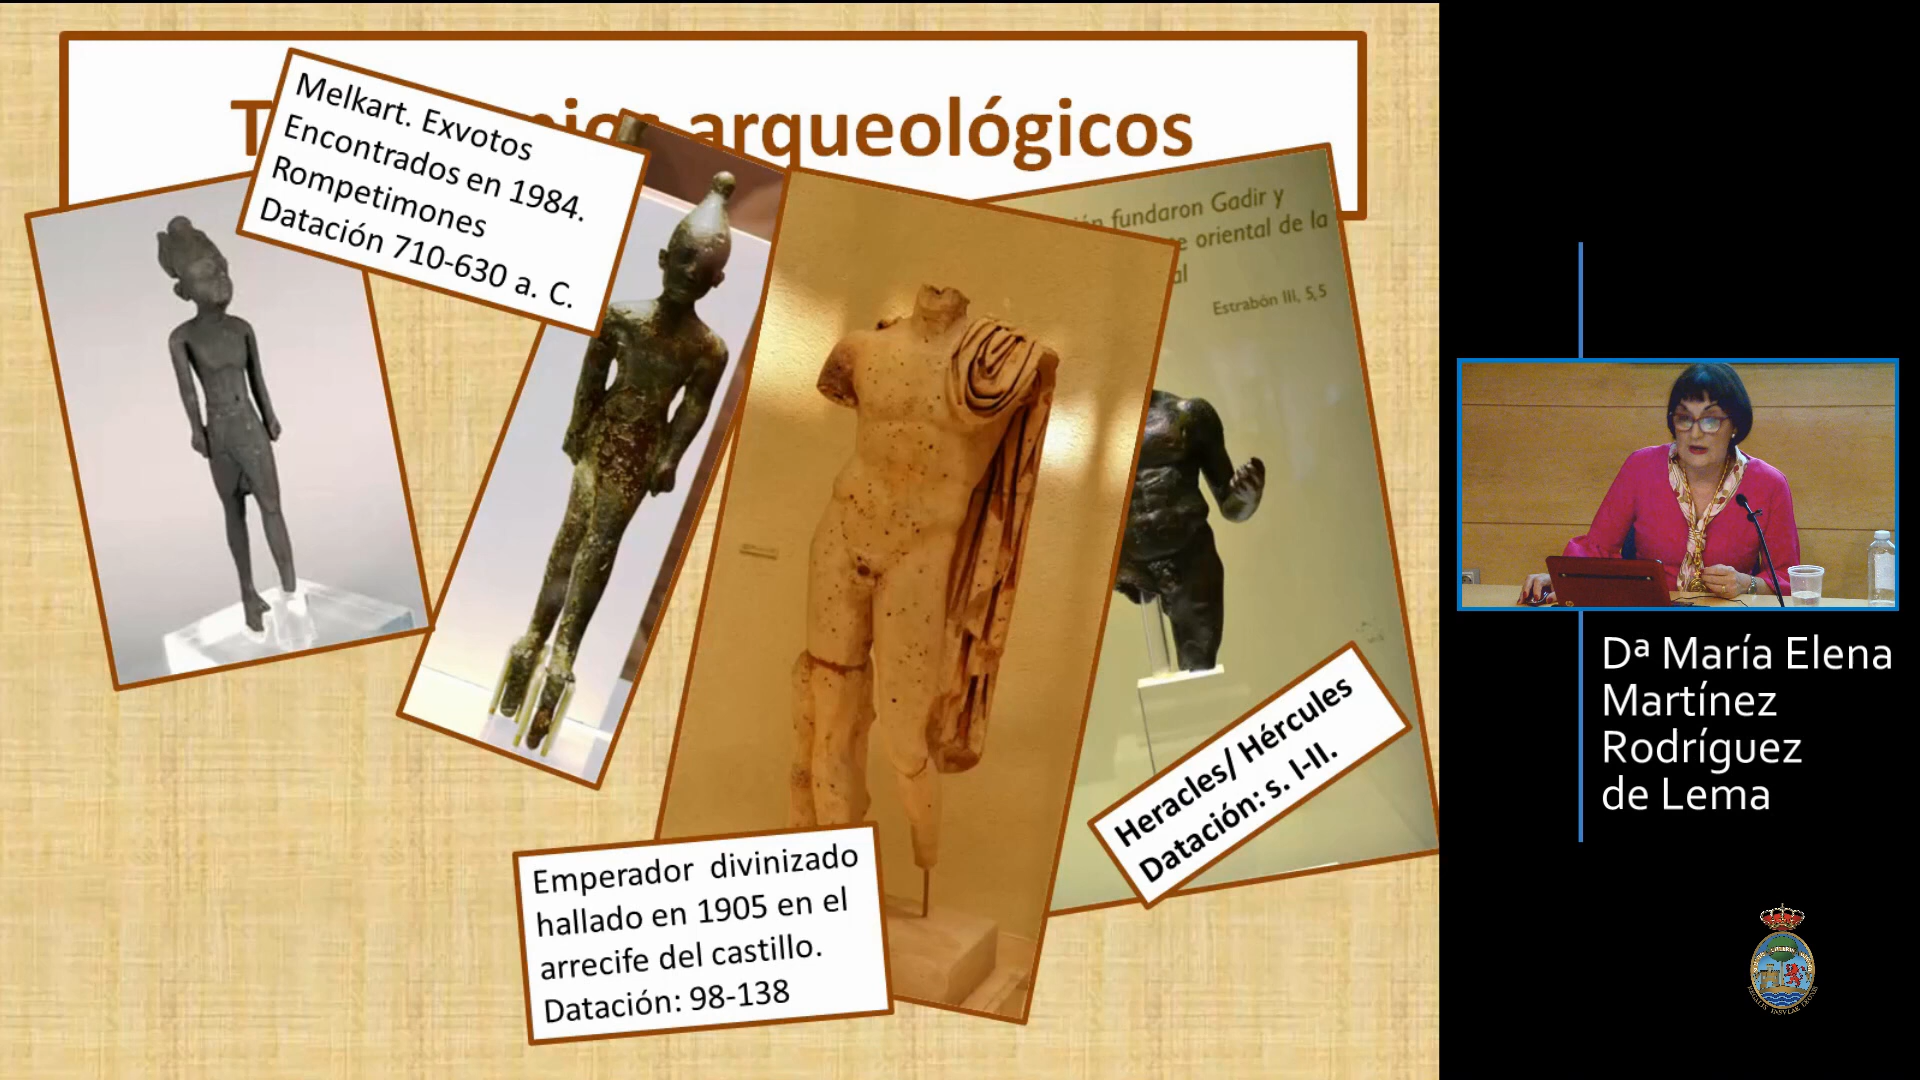 arqueológicos
Melkart. Exvotos
Encontrados en 1984.
Rompetimones
Datación 710-630 a. C.
fundaron Gadir y
oriental de la
Estrabón III, 5,5
Heracles/ Hércules
Datación: s. I-II.
Emperador divinizado
hallado en 1905 en el
arrecife del castillo.
Datación: 98-138
Dª María Elena
Martínez
Rodríguez
de Lema